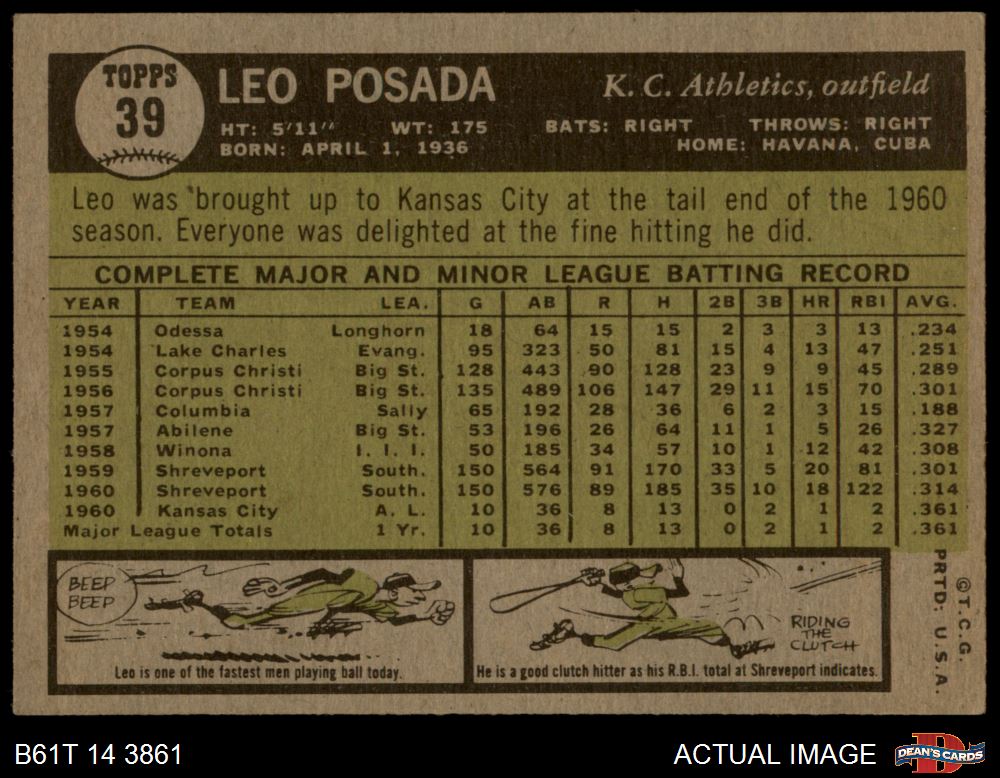 TOPPS
39
LEO POSADA
K. C. Athletics, outfield
HT: 5'11" WT: 175 BATS: RIGHT THROWS: RIGHT
BORN: APRIL 1, 1936 HOME: HAVANA, CUBA
Leo was brought up to Kansas City at the tail end of the 1960
season. Everyone was delighted at the fine hitting he did.
COMPLETE MAJOR AND MINOR LEAGUE BATTING RECORD
YEAR TEAM LEA. G AB R H 2B 3B HR RBI AVG.
1954 Odessa Longhorn 18 64 15 15 2 3 3 13 .234
1954 Lake Charles Evang. 95 323 50 81 15 4 13 47 .251
1955 Corpus Christi Big St. 128 443 90 128 23 9 9 45 .289
1956 Corpus Christi Big St. 135 489 106 147 29 11 15 70 .301
1957 Columbia Sally 65 192 28 36 6 2 3 15 .188
1957 Abilene Big St. 53 196 26 64 11 1 5 26 .327
1958 Winona I. I. I. 50 185 34 57 10 1 12 42 .308
1959 Shreveport South. 150 564 91 170 33 5 20 81 .301
1960 Shreveport South. 150 576 89 185 35 10 18 122 .314
1960 Kansas City A. L. 10 36 8 13 0 2 1 2 .361
Major League Totals 1 Yr. 10 36 8 13 0 2 1 2 .361
BEEP
BEEP
Leo is one of the fastest men playing ball today.
RIDING
THE
CLUTCH
He is a good clutch hitter as his R.B.I. total at Shreveport indicates.
©T.C.G.
PRTD: U.S.A.
B61T 14 3861
ACTUAL IMAGE
DEAN'S CARDS